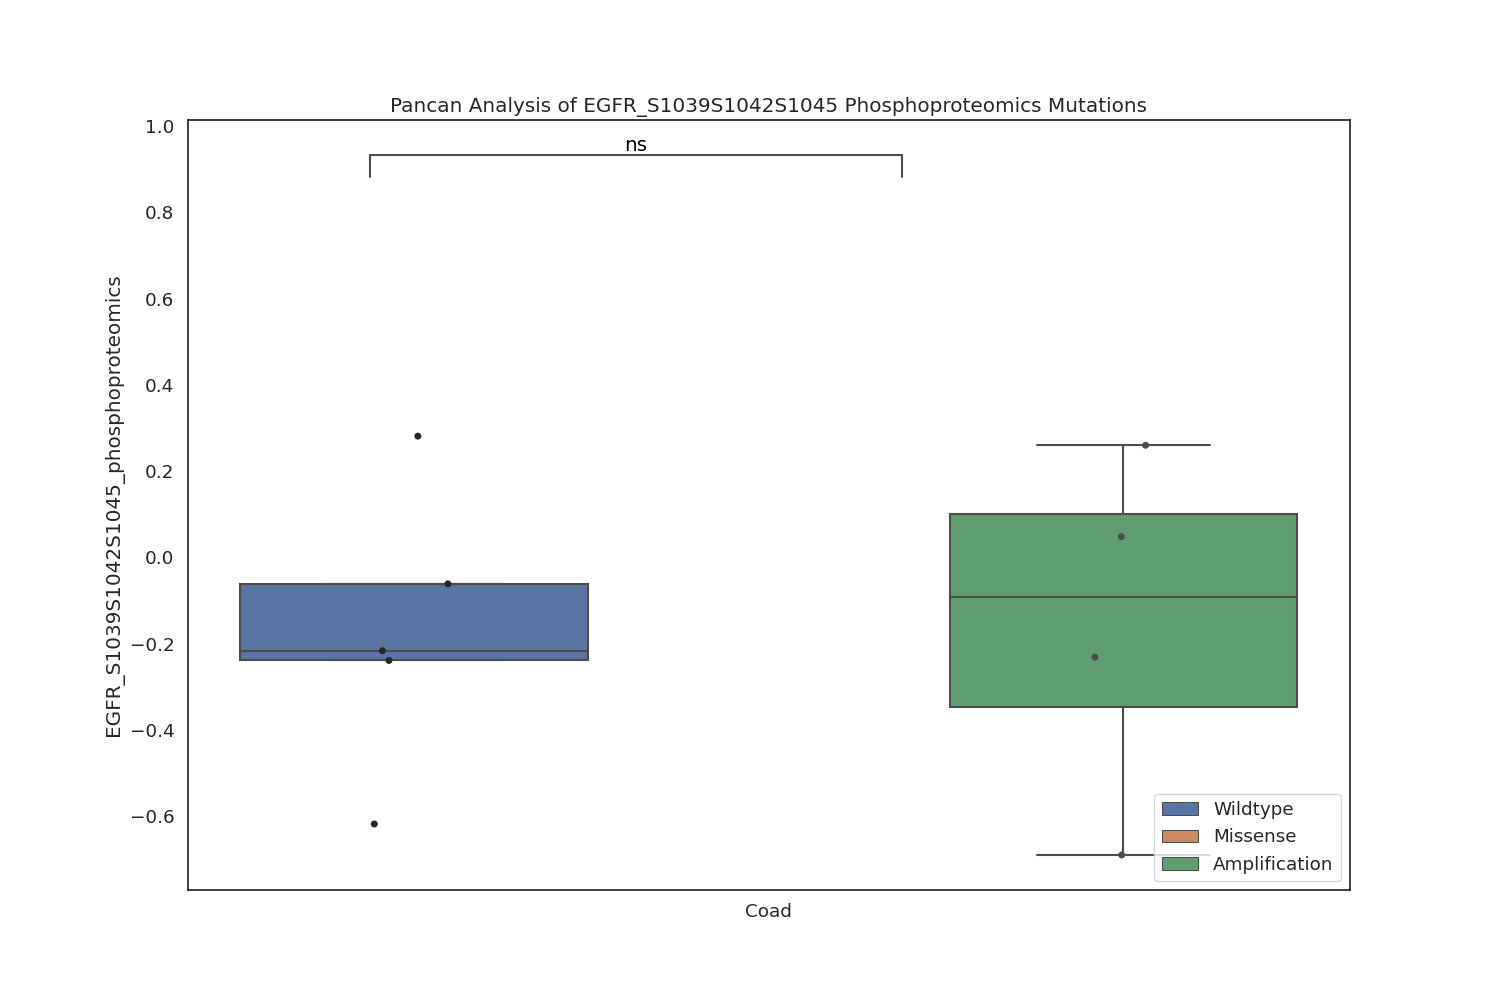 Pancan Analysis of EGFR_S1039S1042S1045 Phosphoproteomics Mutations
ns
EGFR_S1039S1042S1045_phosphoproteomics
1.0
0.8
0.6
0.4
0.2
0.0
−0.2
−0.4
−0.6
Wildtype
Missense
Amplification
Coad